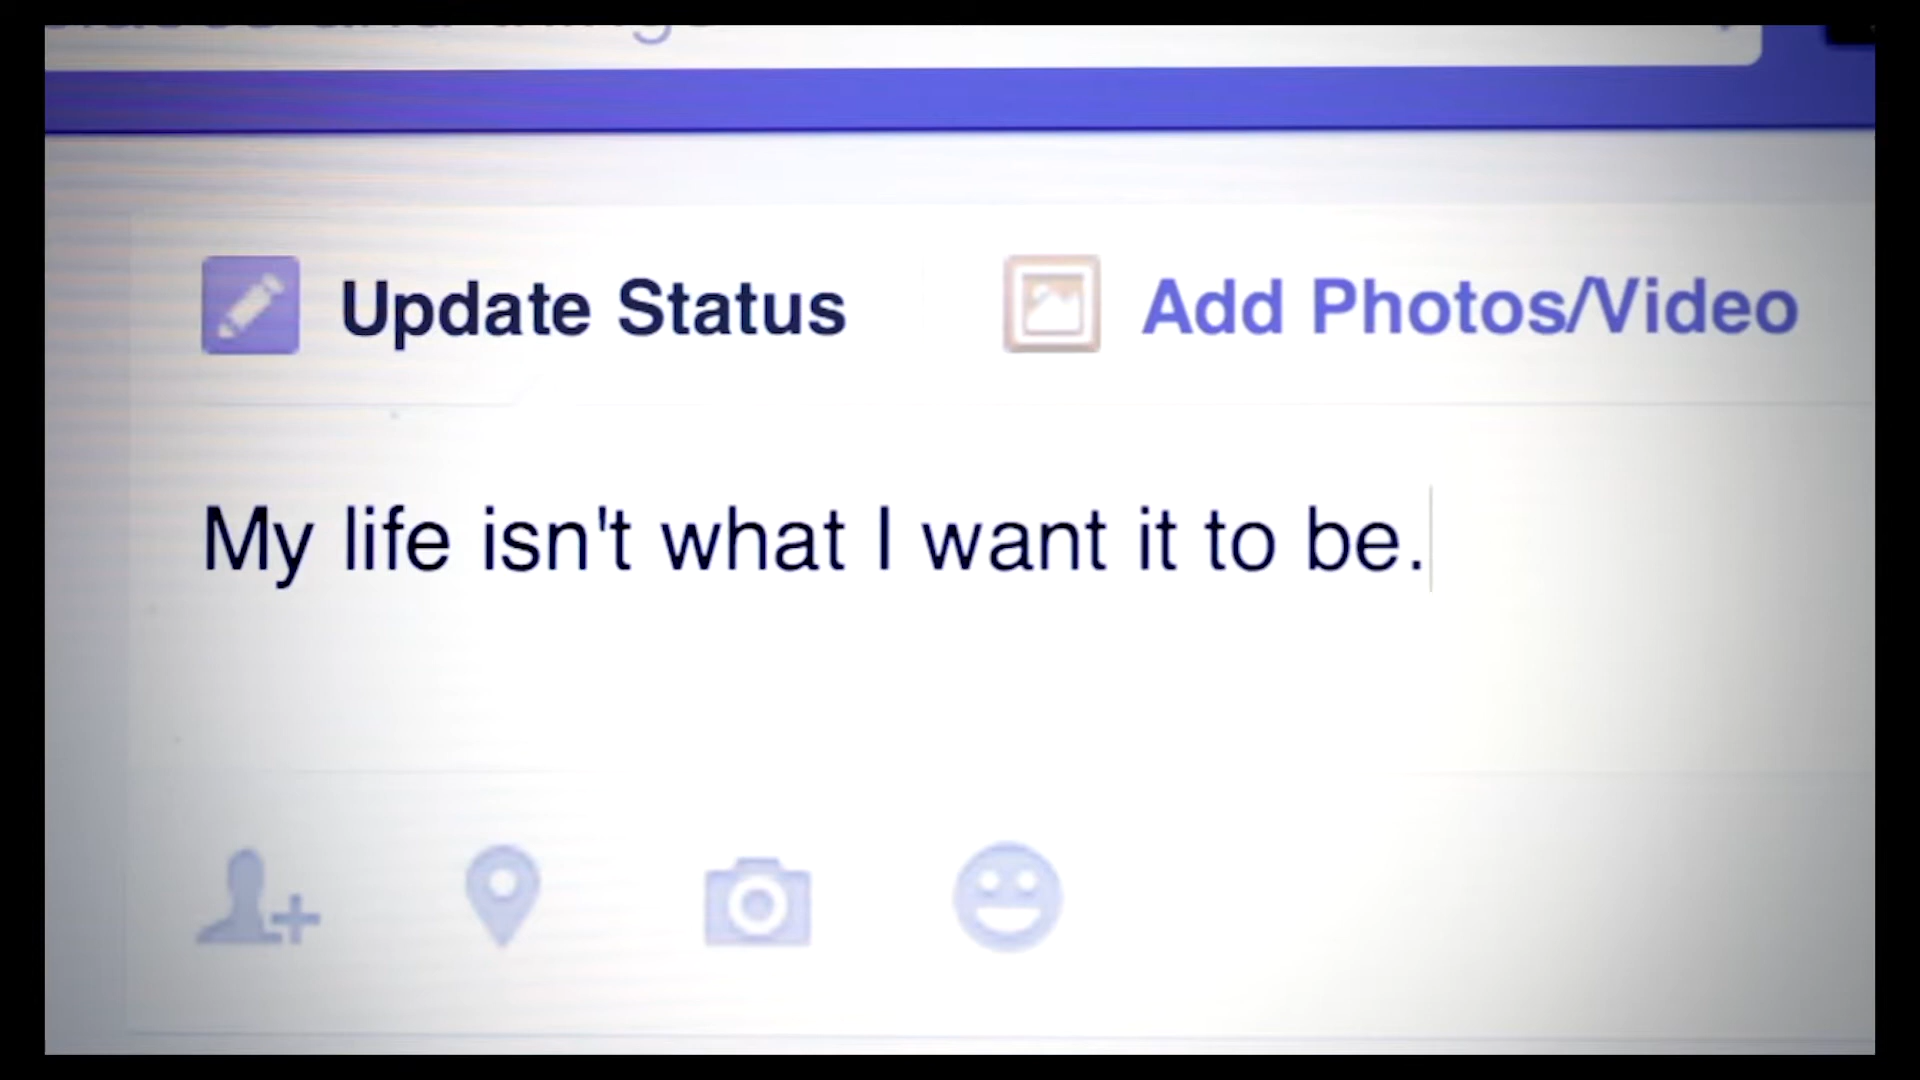 Update Status
Add Photos/Video
My life isn't what I want it to be.